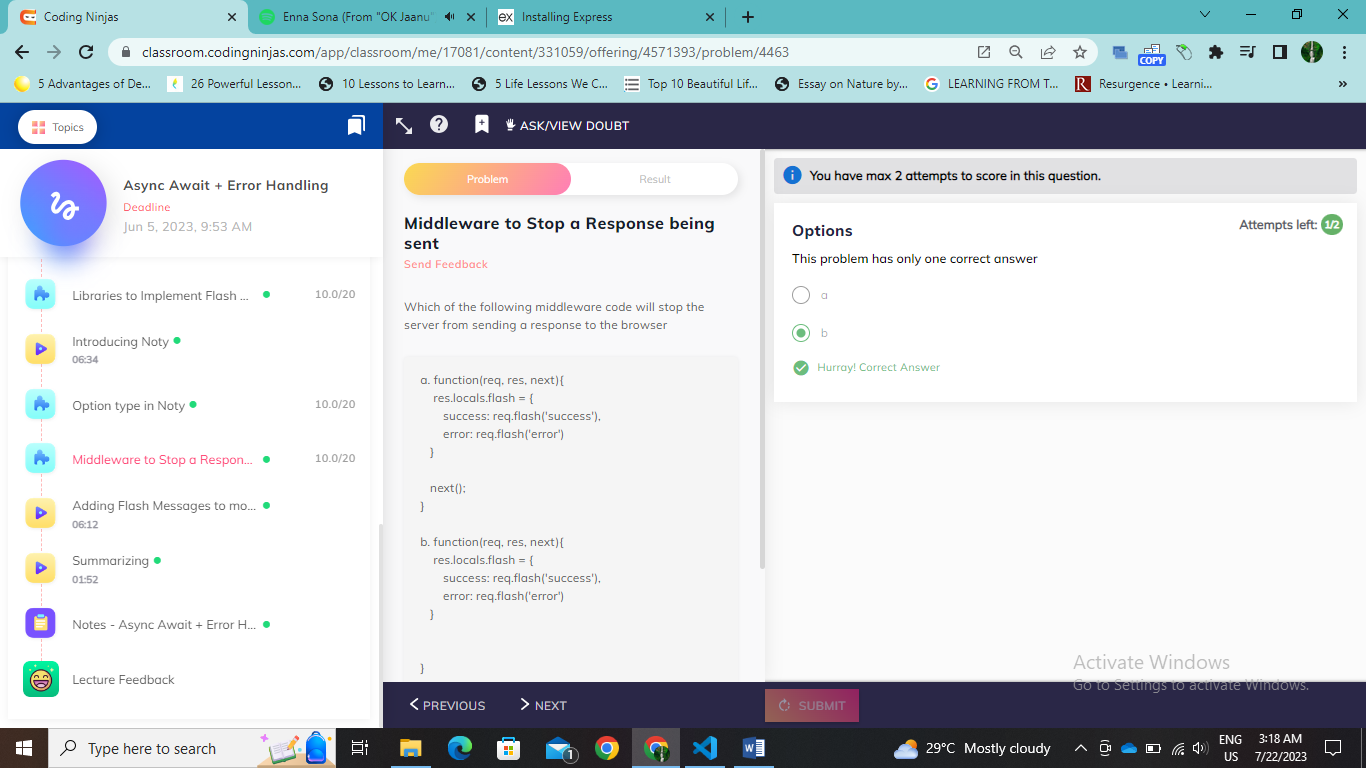 Coding Ninjas
Enna Sona (From "OK Jaanu"
ex Installing Express
classroom.codingninjas.com/app/classroom/me/17081/content/331059/offering/4571393/problem/4463
COPY
5 Advantages of De...
26 Powerful Lesson...
10 Lessons to Learn...
5 Life Lessons We C...
Top 10 Beautiful Lif...
Essay on Nature by...
LEARNING FROM T...
R Resurgence • Learni...
Topics
ASK/VIEW DOUBT
Async Await + Error Handling
Deadline
Jun 5, 2023, 9:53 AM
Libraries to Implement Flash ...
10.0/20
Introducing Noty
06:34
Option type in Noty
10.0/20
Middleware to Stop a Respon...
10.0/20
Adding Flash Messages to mo...
06:12
Summarizing
01:52
Notes - Async Await + Error H...
Lecture Feedback
Problem
Result
Middleware to Stop a Response being
sent
Send Feedback
Which of the following middleware code will stop the
server from sending a response to the browser
a. function(req, res, next){
res.locals.flash = {
success: req.flash('success'),
error: req.flash('error')
}
next();
}
b. function(req, res, next){
res.locals.flash = {
success: req.flash('success'),
error: req.flash('error')
}
}
PREVIOUS
NEXT
You have max 2 attempts to score in this question.
Options
Attempts left: 1/2
This problem has only one correct answer
a
b
Hurray! Correct Answer
Activate Windows
Go to Settings to activate Windows.
SUBMIT
Type here to search
1
29°C Mostly cloudy
ENG
US
3:18 AM
7/22/2023